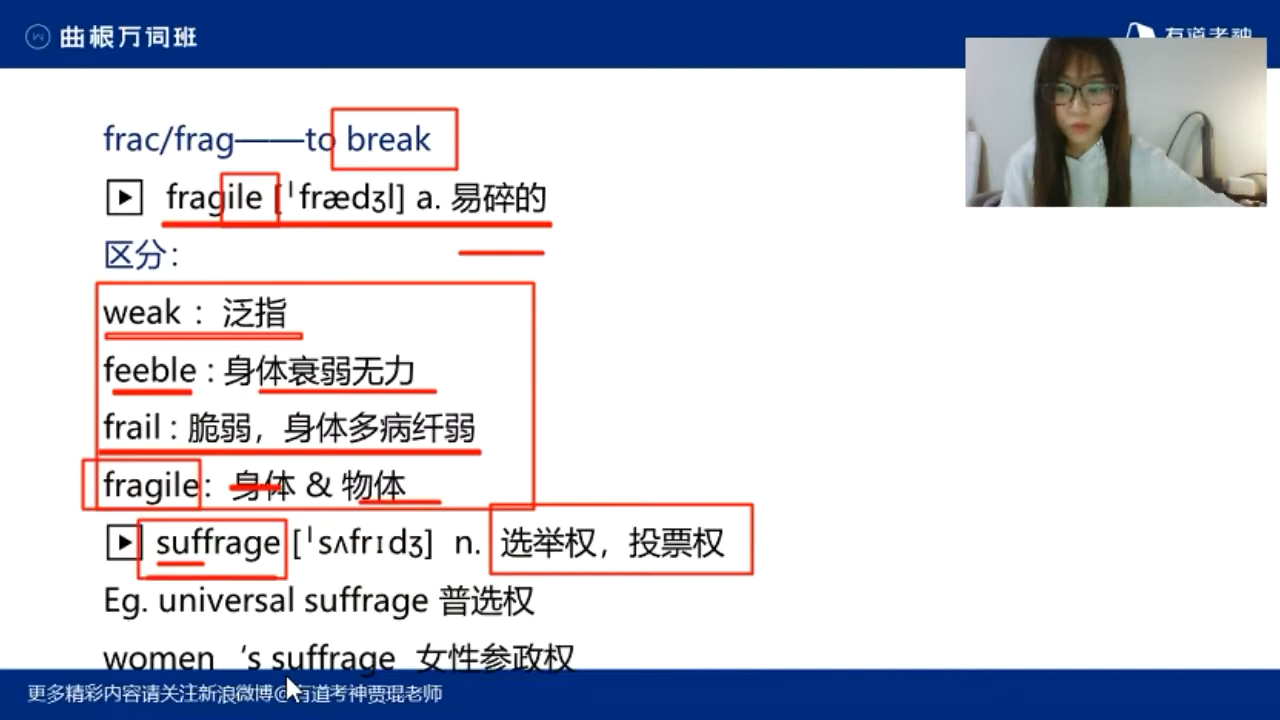 曲根万词班
有道考神
frac/frag——to break
fragile [ˈfrædʒl] a. 易碎的
区分：
weak ：泛指
feeble : 身体衰弱无力
frail : 脆弱，身体多病纤弱
fragile：身体 & 物体
suffrage [ˈsʌfrɪdʒ] n. 选举权，投票权
Eg. universal suffrage 普选权
women ‘s suffrage 女性参政权
更多精彩内容请关注新浪微博@有道考神贾琨老师